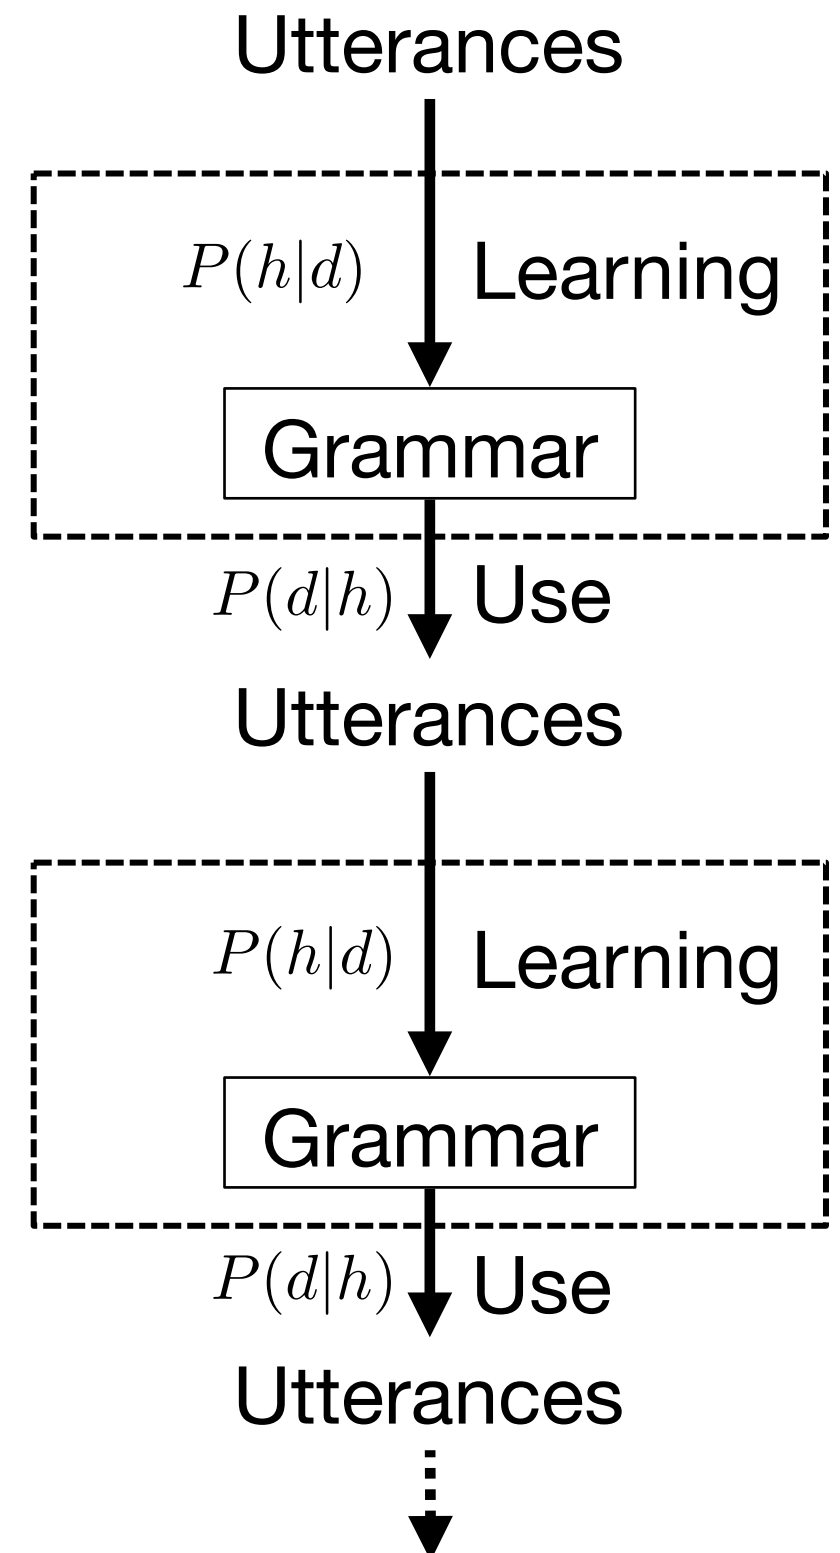 Utterances
P(h|d) Learning
Grammar
P(d|h) Use
Utterances
P(h|d) Learning
Grammar
P(d|h) Use
Utterances